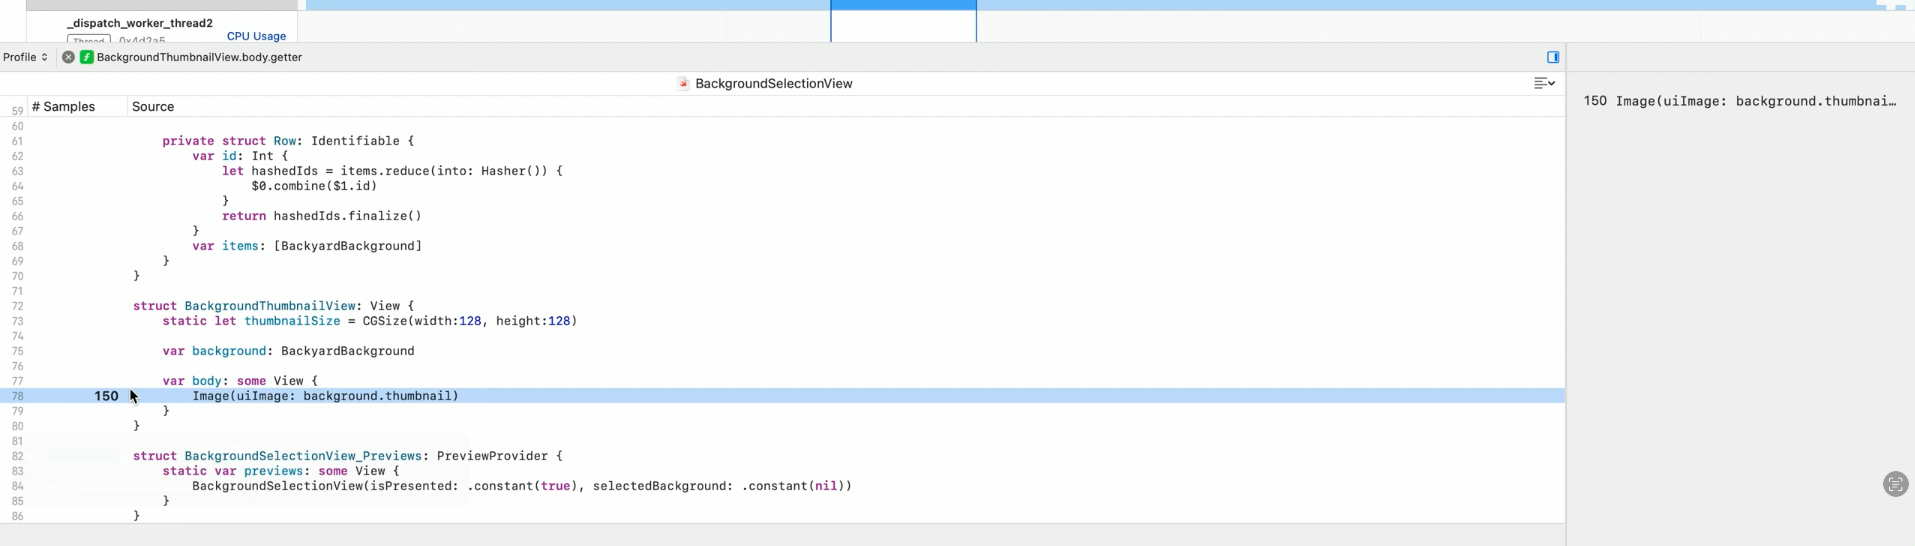 _dispatch_worker_thread2
Thread 0x4d2a5 CPU Usage
Profile BackgroundThumbnailView.body.getter
BackgroundSelectionView
# Samples Source
59
60
61 private struct Row: Identifiable {
62 var id: Int {
63 let hashedIds = items.reduce(into: Hasher()) {
64 $0.combine($1.id)
65 }
66 return hashedIds.finalize()
67 }
68 var items: [BackyardBackground]
69 }
70 }
71
72 struct BackgroundThumbnailView: View {
73 static let thumbnailSize = CGSize(width:128, height:128)
74
75 var background: BackyardBackground
76
77 var body: some View {
78 150 Image(uiImage: background.thumbnail)
79 }
80 }
81
82 struct BackgroundSelectionView_Previews: PreviewProvider {
83 static var previews: some View {
84 BackgroundSelectionView(isPresented: .constant(true), selectedBackground: .constant(nil))
85 }
86 }
150 Image(uiImage: background.thumbnai…